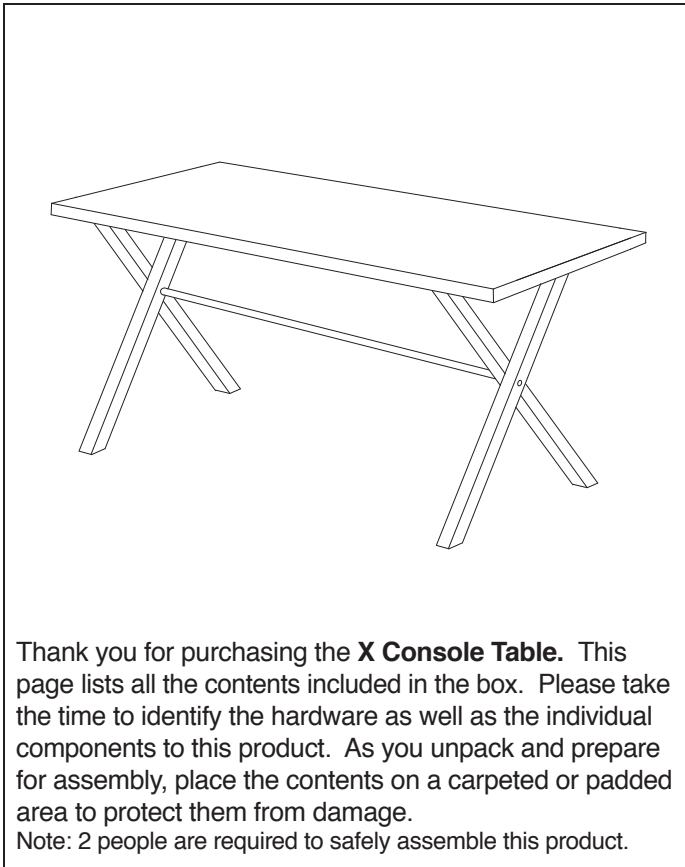 Thank you for purchasing the X Console Table.  This
page lists all the contents included in the box.  Please take
the time to identify the hardware as well as the individual
components to this product.  As you unpack and prepare
for assembly, place the contents on a carpeted or padded
area to protect them from damage.
Note: 2 people are required to safely assemble this product.